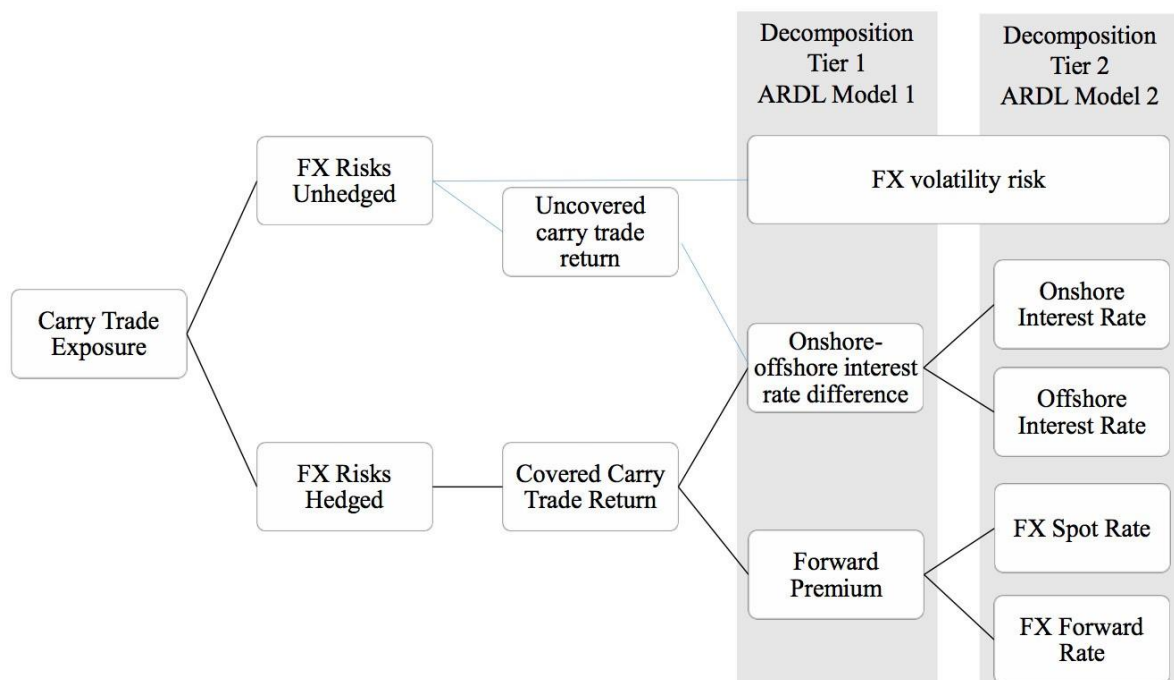 Decomposition
Tier 1
ARDL Model 1
Decomposition
Tier 2
ARDL Model 2
FX Risks
Unhedged
FX volatility risk
Uncovered
carry trade
return
Carry Trade
Exposure
Onshore-
offshore interest
rate difference
Onshore
Interest Rate
Offshore
Interest Rate
FX Risks
Hedged
Covered Carry
Trade Return
Forward
Premium
FX Spot Rate
FX Forward
Rate